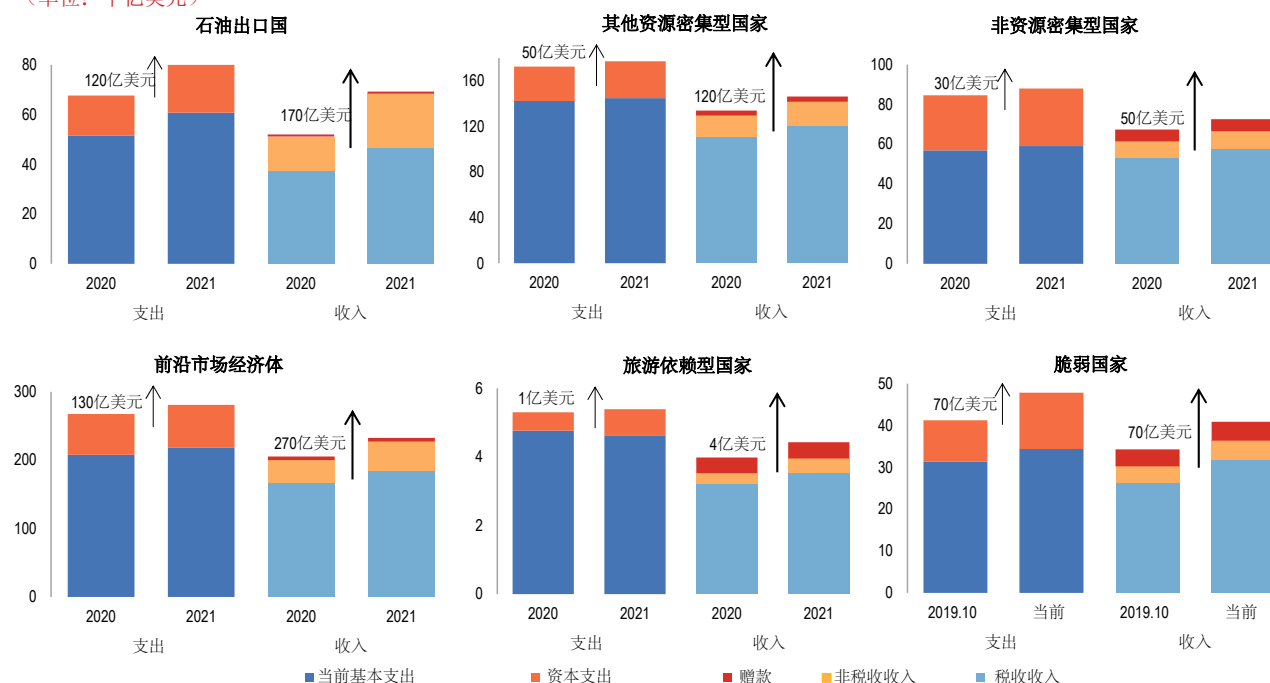 （单位：十亿美元）
石油出口国
80
60
40
20
0
120亿美元
170亿美元
2020 2021 2020 2021
支出 收入
其他资源密集型国家
160
120
80
40
0
50亿美元
120亿美元
2020 2021 2020 2021
支出 收入
非资源密集型国家
100
80
60
40
20
0
30亿美元
50亿美元
2020 2021 2020 2021
支出 收入
前沿市场经济体
300
200
100
0
130亿美元
270亿美元
2020 2021 2020 2021
支出 收入
旅游依赖型国家
6
4
2
0
1亿美元
4亿美元
2020 2021 2020 2021
支出 收入
脆弱国家
50
40
30
20
10
0
70亿美元
70亿美元
2019.10 当前 2019.10 当前
支出 收入
当前基本支出 资本支出 赠款 非税收收入 税收收入